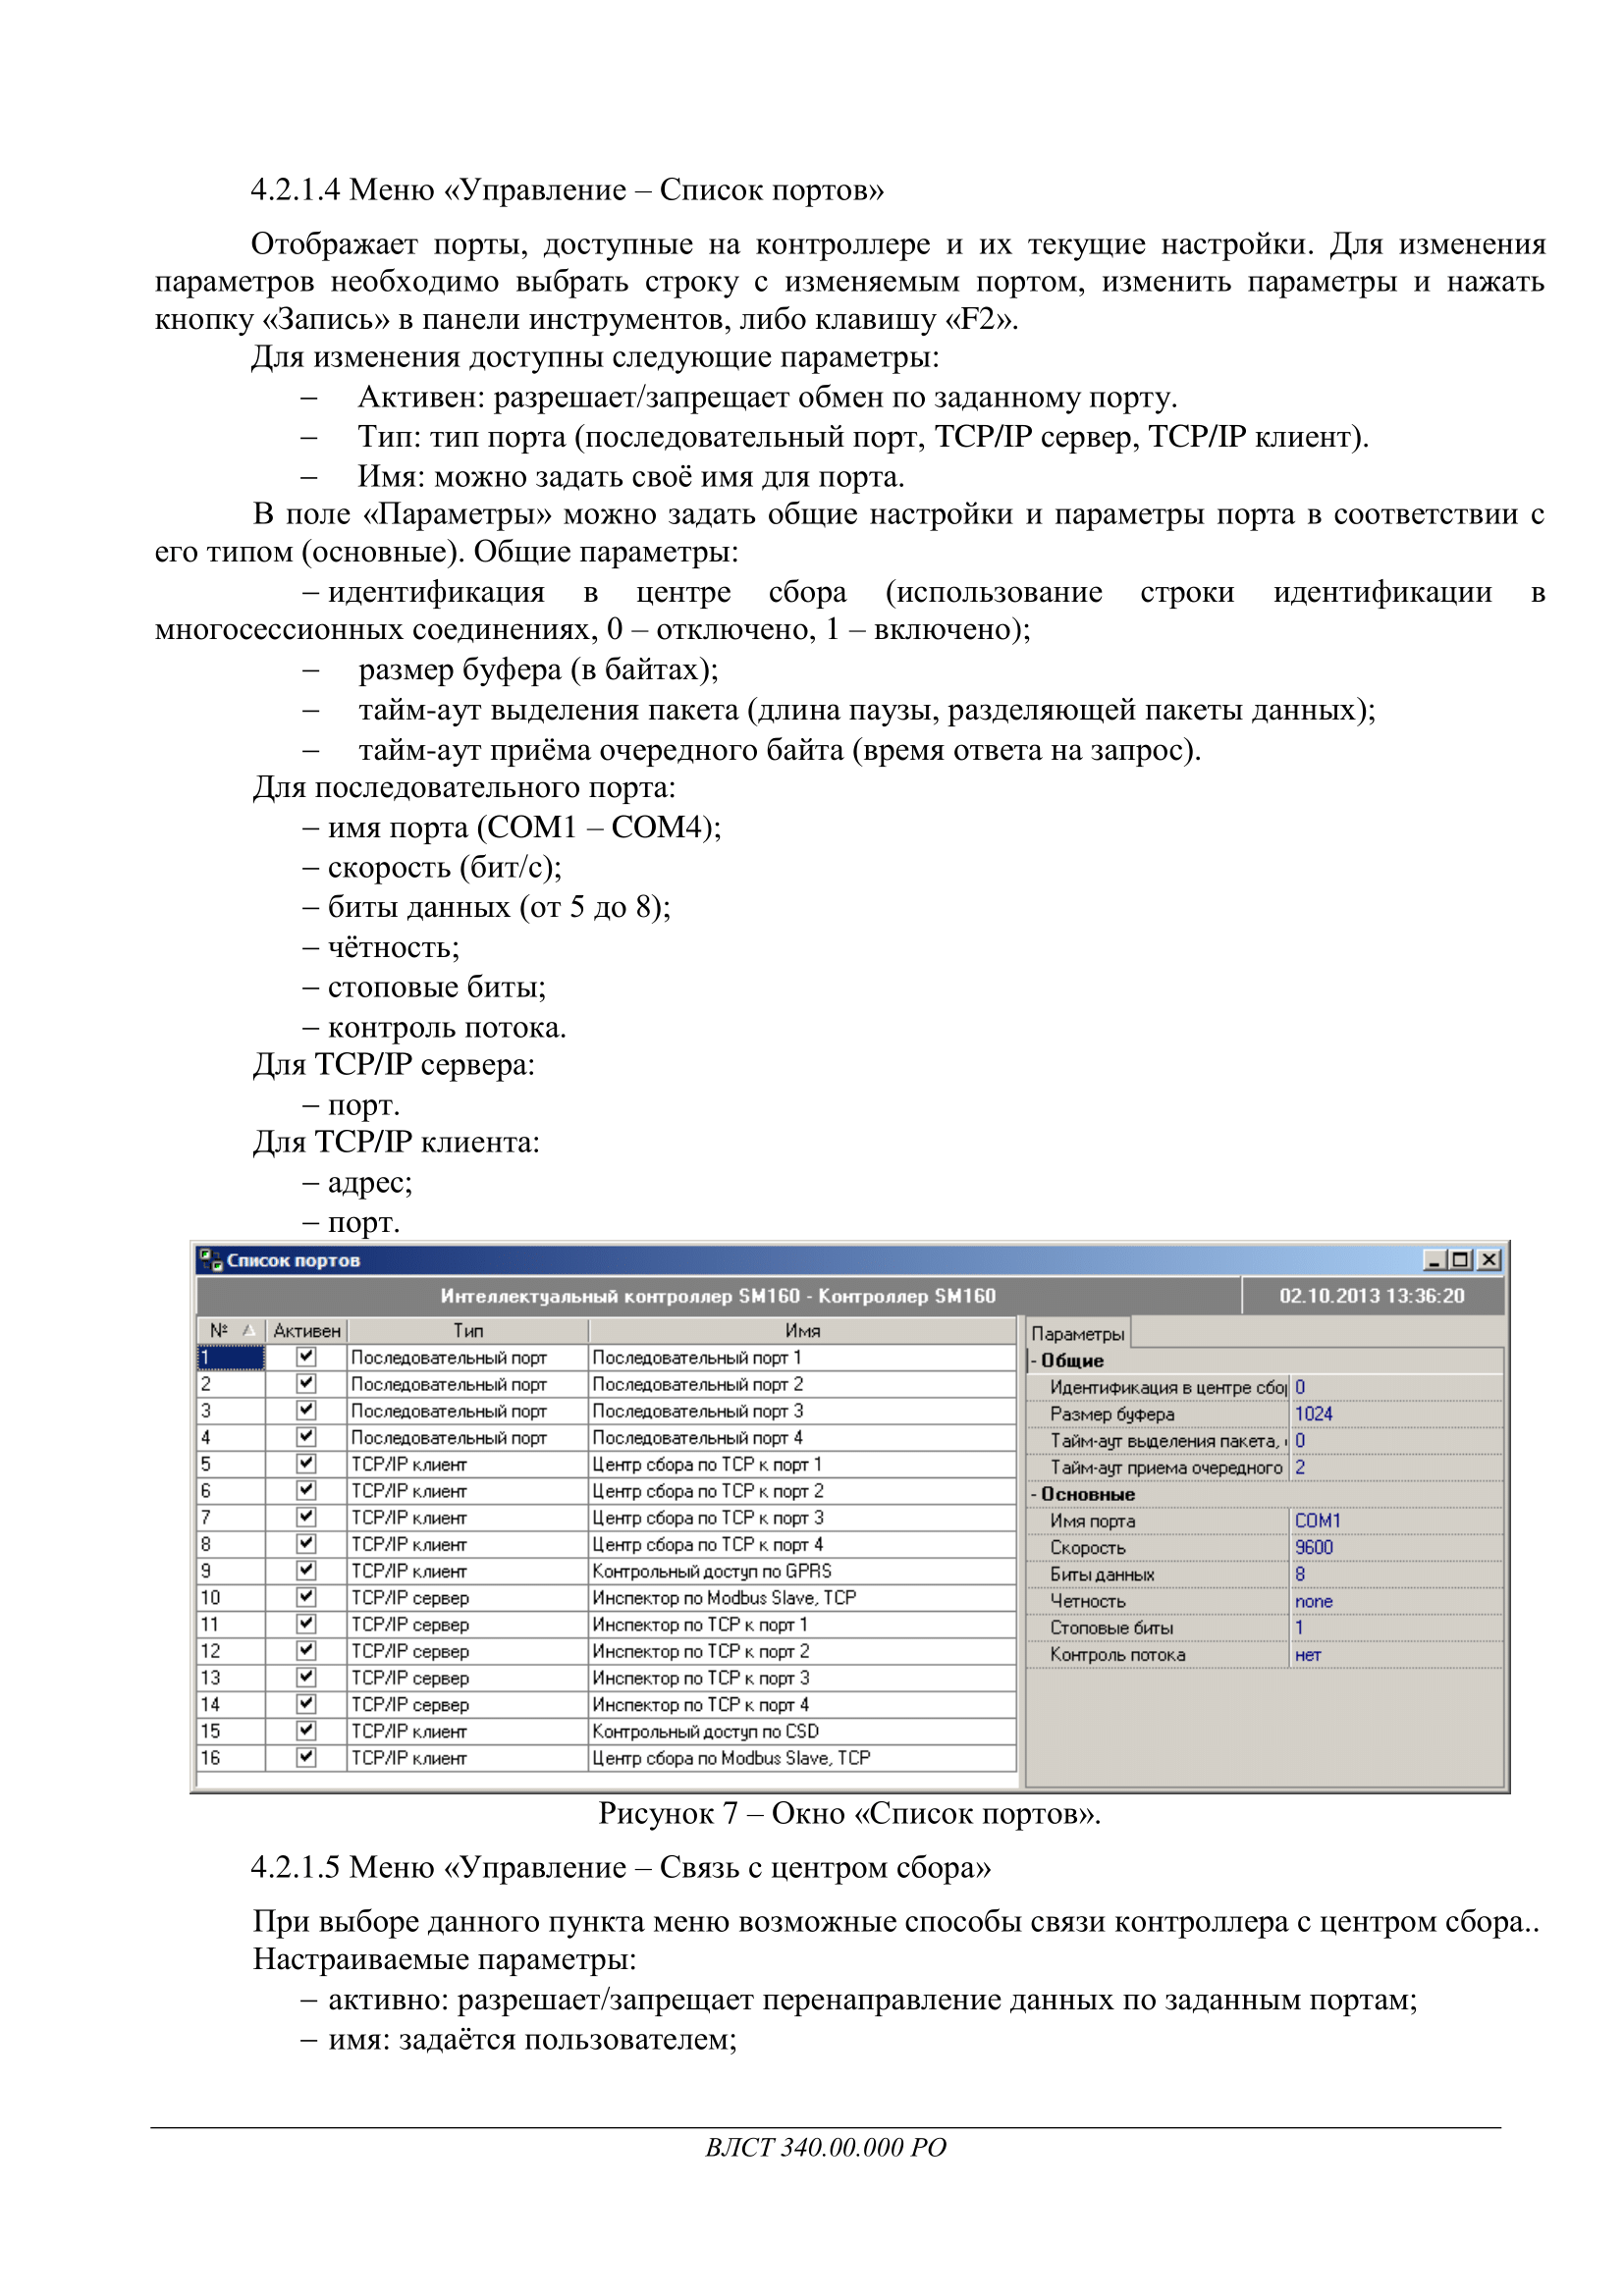 4.2.1.4 Меню «Управление – Список портов»
Отображает порты, доступные на контроллере и их текущие настройки. Для изменения
параметров необходимо выбрать строку с изменяемым портом, изменить параметры и нажать
кнопку «Запись» в панели инструментов, либо клавишу «F2».
Для изменения доступны следующие параметры:
– Активен: разрешает/запрещает обмен по заданному порту.
– Тип: тип порта (последовательный порт, TCP/IP сервер, TCP/IP клиент).
– Имя: можно задать своё имя для порта.
В поле «Параметры» можно задать общие настройки и параметры порта в соответствии с
его типом (основные). Общие параметры:
– идентификация в центре сбора (использование строки идентификации в
многосессионных соединениях, 0 – отключено, 1 – включено);
– размер буфера (в байтах);
– тайм-аут выделения пакета (длина паузы, разделяющей пакеты данных);
– тайм-аут приёма очередного байта (время ответа на запрос).
Для последовательного порта:
– имя порта (COM1 – COM4);
– скорость (бит/с);
– биты данных (от 5 до 8);
– чётность;
– стоповые биты;
– контроль потока.
Для TCP/IP сервера:
– порт.
Для TCP/IP клиента:
– адрес;
– порт.
Список портов
Интеллектуальный контроллер SM160 - Контроллер SM160 02.10.2013 13:36:20
№ Активен Тип Имя
1 Последовательный порт Последовательный порт 1
2 Последовательный порт Последовательный порт 2
3 Последовательный порт Последовательный порт 3
4 Последовательный порт Последовательный порт 4
5 TCP/IP клиент Центр сбора по TCP к порт 1
6 TCP/IP клиент Центр сбора по TCP к порт 2
7 TCP/IP клиент Центр сбора по TCP к порт 3
8 TCP/IP клиент Центр сбора по TCP к порт 4
9 TCP/IP клиент Контрольный доступ по GPRS
10 TCP/IP сервер Инспектор по Modbus Slave, TCP
11 TCP/IP сервер Инспектор по TCP к порт 1
12 TCP/IP сервер Инспектор по TCP к порт 2
13 TCP/IP сервер Инспектор по TCP к порт 3
14 TCP/IP сервер Инспектор по TCP к порт 4
15 TCP/IP клиент Контрольный доступ по CSD
16 TCP/IP клиент Центр сбора по Modbus Slave, TCP
Параметры
- Общие
Идентификация в центре сбо 0
Размер буфера 1024
Тайм-аут выделения пакета, 0
Тайм-аут приема очередного 2
- Основные
Имя порта COM1
Скорость 9600
Биты данных 8
Четность none
Стоповые биты 1
Контроль потока нет
Рисунок 7 – Окно «Список портов».
4.2.1.5 Меню «Управление – Связь с центром сбора»
При выборе данного пункта меню возможные способы связи контроллера с центром сбора..
Настраиваемые параметры:
– активно: разрешает/запрещает перенаправление данных по заданным портам;
– имя: задаётся пользователем;
ВЛСТ 340.00.000 РО